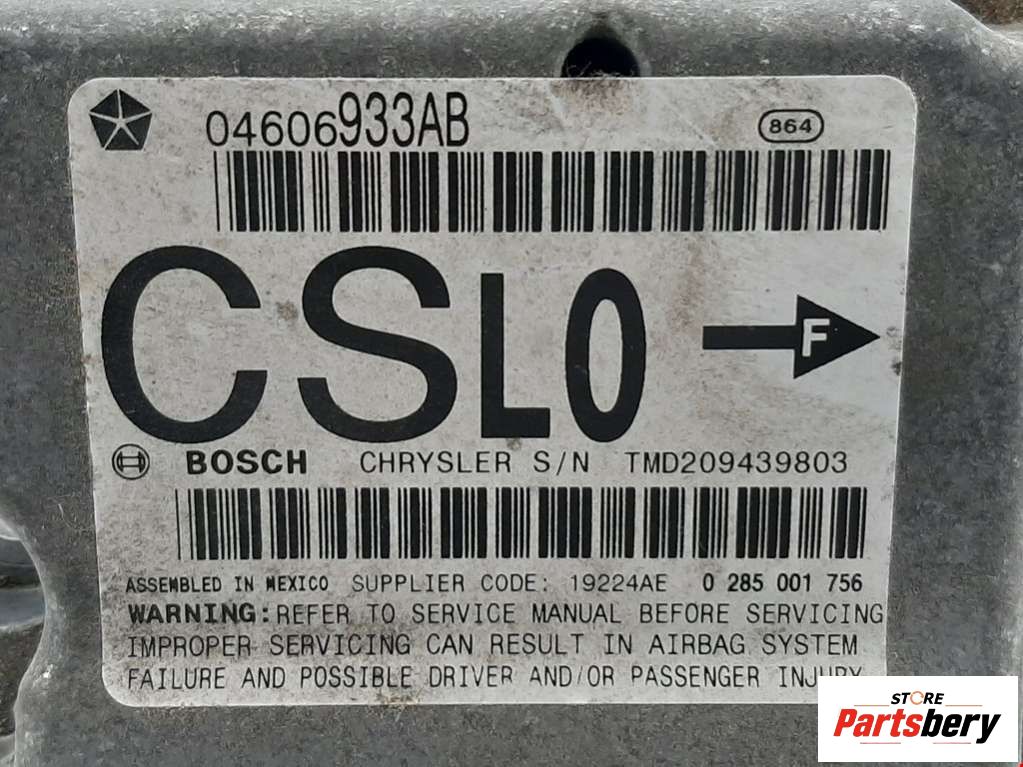 04606933AB
864
CSLO
F
BOSCH CHRYSLER S/N TMD209439803
ASSEMBLED IN MEXICO SUPPLIER CODE: 19224AE 0 285 001 756
WARNING: REFER TO SERVICE MANUAL BEFORE SERVICING
IMPROPER SERVICING CAN RESULT IN AIRBAG SYSTEM
FAILURE AND POSSIBLE DRIVER AND/OR PASSENGER INJURY
STORE
Partsbery